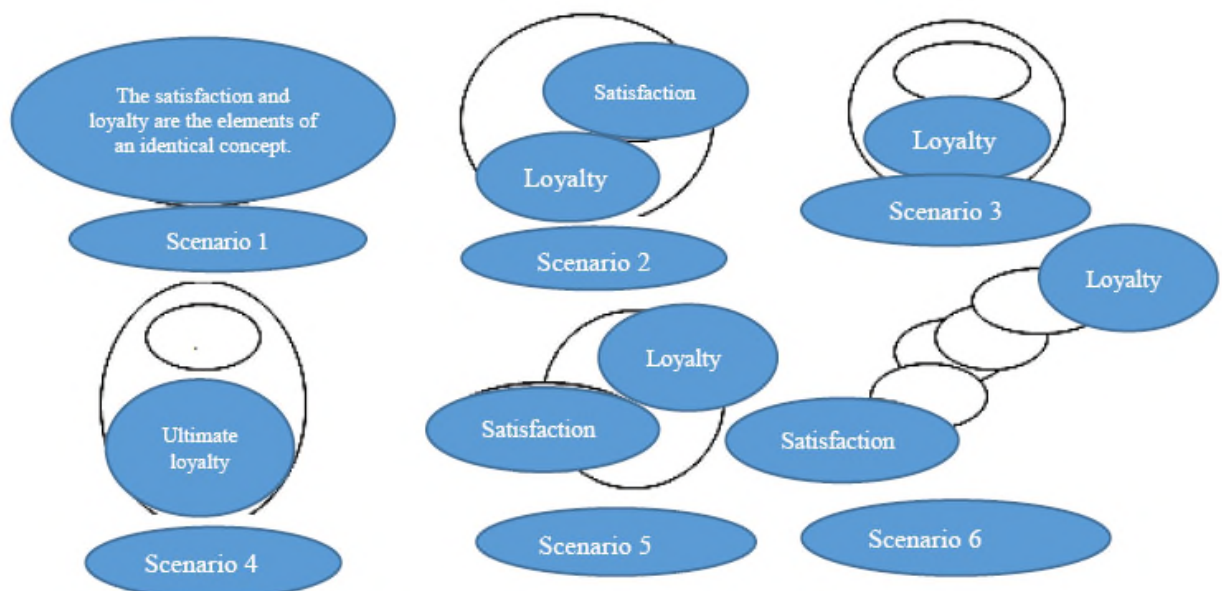 The satisfaction and
loyalty are the elements of
an identical concept.
Scenario 1
Satisfaction
Loyalty
Scenario 2
Loyalty
Scenario 3
Ultimate
loyalty
Scenario 4
Loyalty
Satisfaction
Scenario 5
Loyalty
Satisfaction
Scenario 6